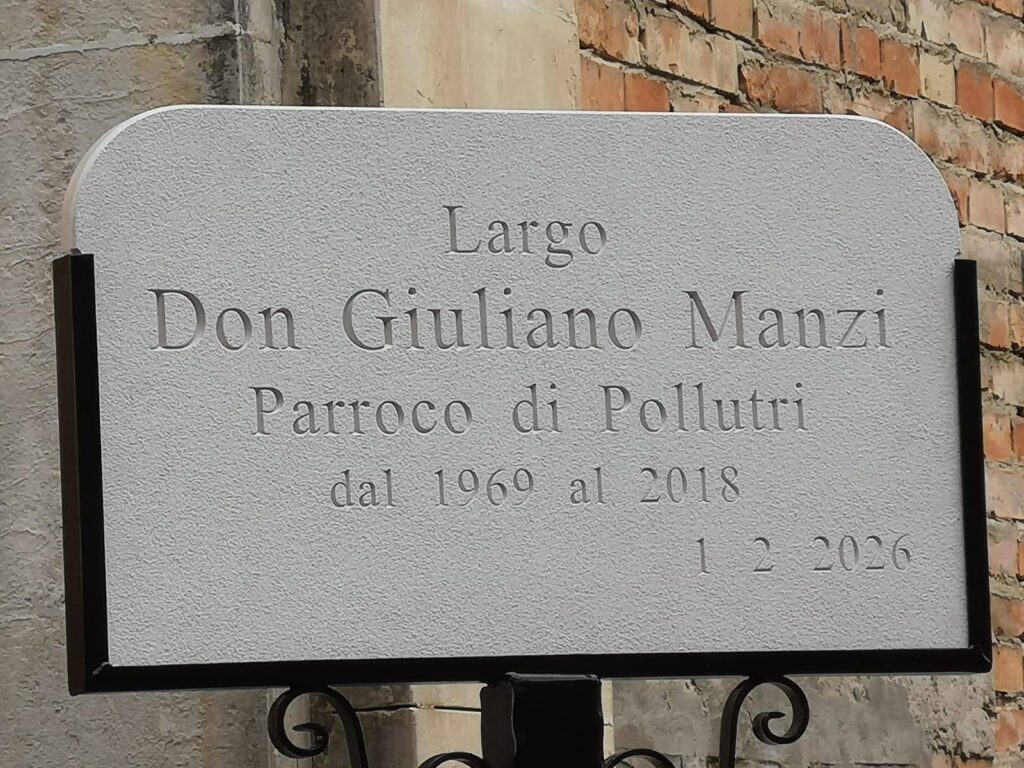 Largo
Don Giuliano Manzi
Parroco di Pollutri
dal 1969 al 2018
1 2 2026